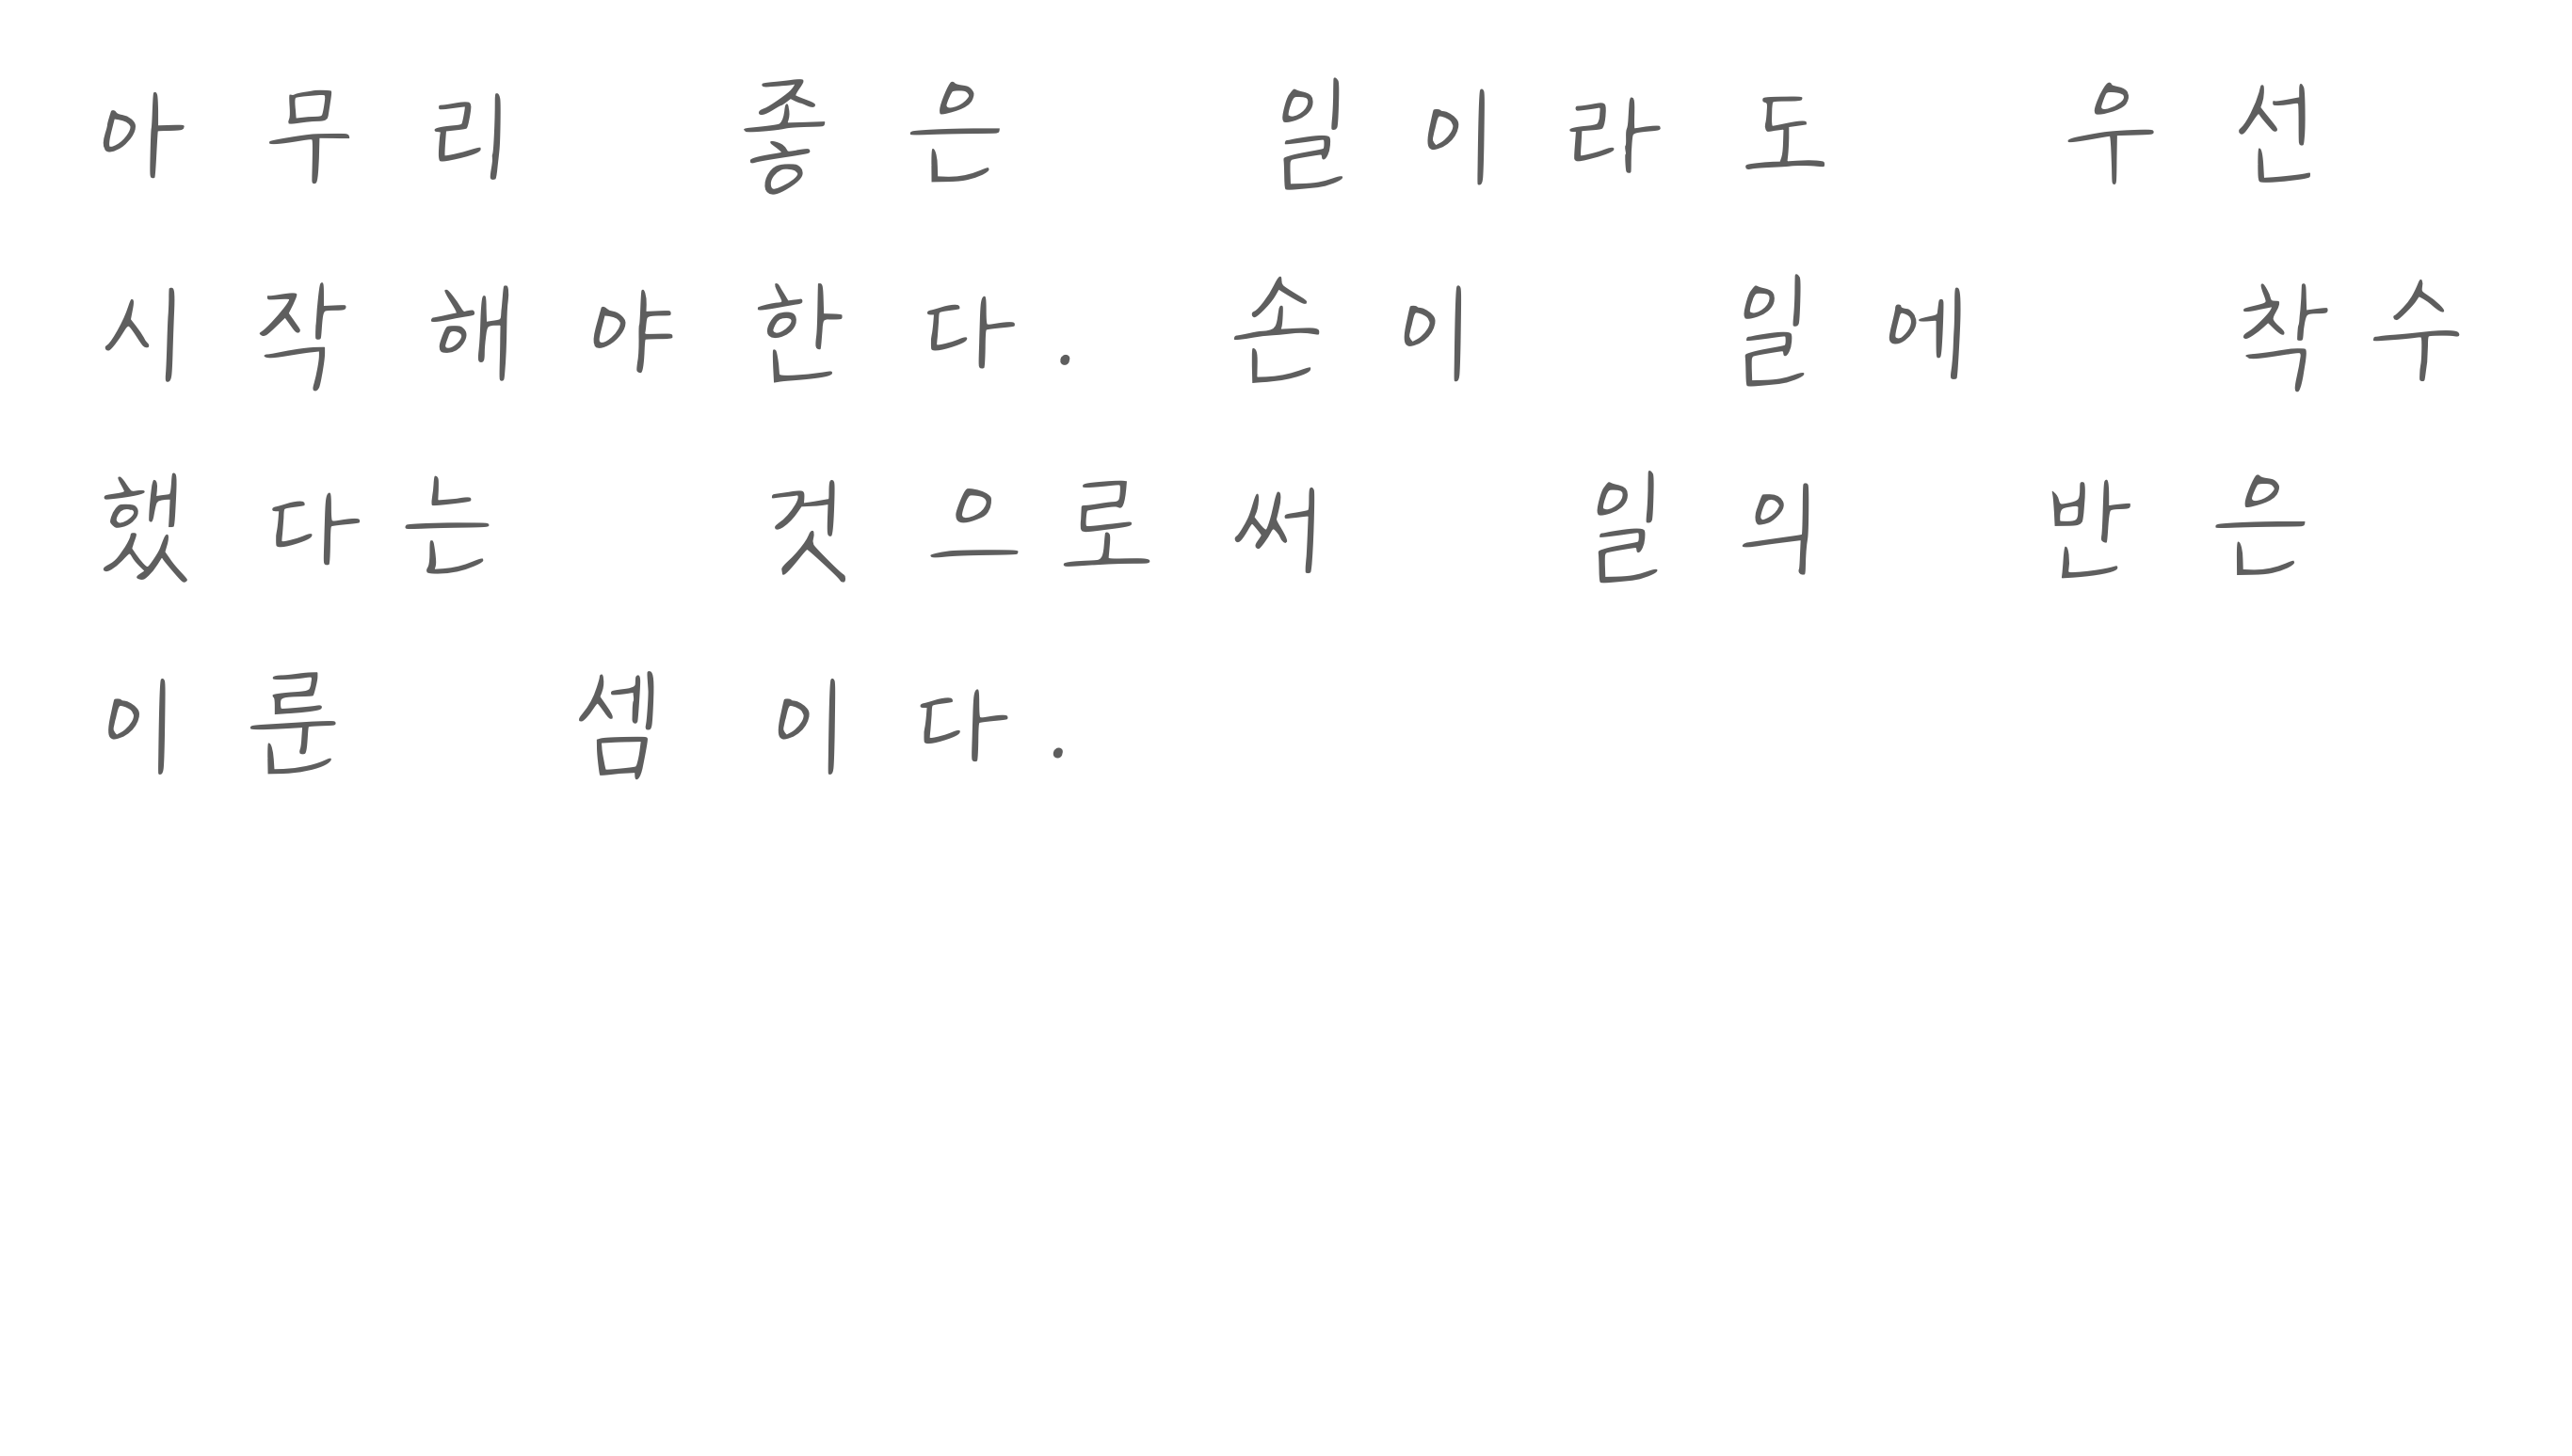 아무리 좋은 일이라도 우선
시작해야한다. 손이 일에 착수
했다는 것으로써 일의 반은
이룬 셈이다.